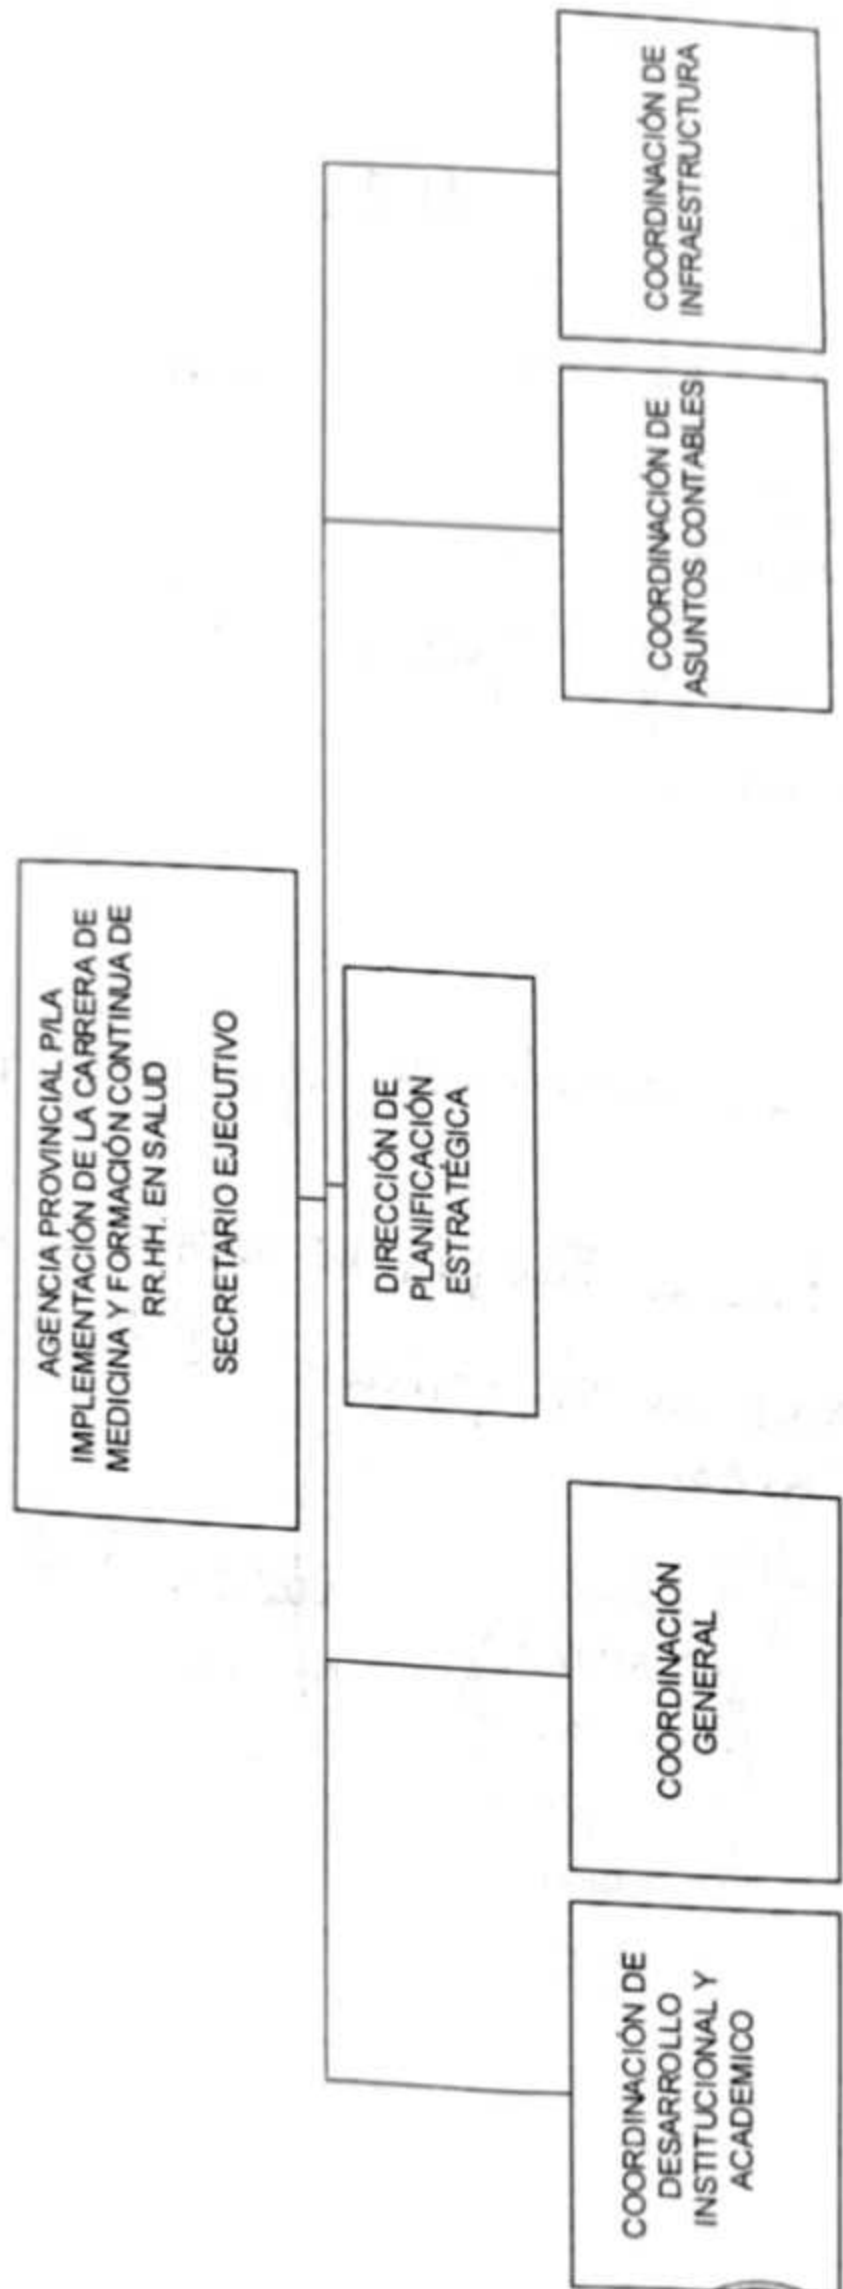 AGENCIA PROVINCIAL P/LA
IMPLEMENTACIÓN DE LA CARRERA DE
MEDICINA Y FORMACIÓN CONTINUA DE
RR.HH. EN SALUD
SECRETARIO EJECUTIVO
DIRECCIÓN DE
PLANIFICACIÓN
ESTRATÉGICA
COORDINACIÓN DE
DESARROLLO
INSTITUCIONAL Y
ACADEMICO
COORDINACIÓN
GENERAL
COORDINACIÓN DE
ASUNTOS CONTABLES
COORDINACIÓN DE
INFRAESTRUCTURA